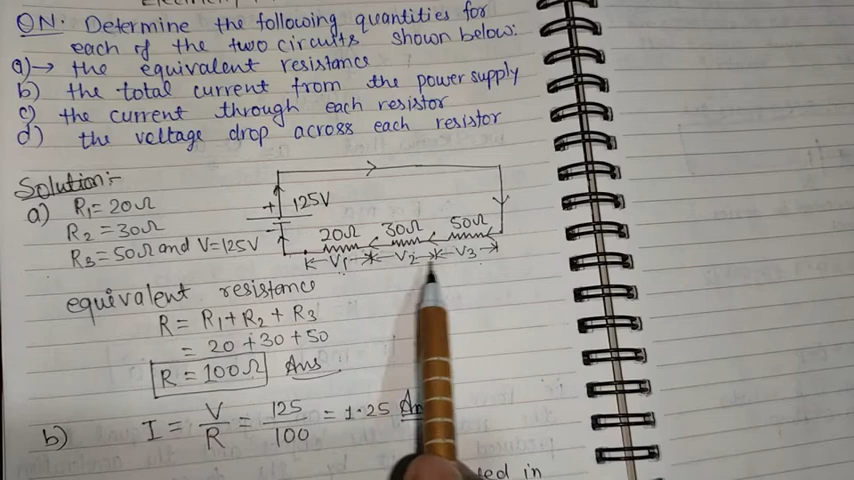 QN. Determine the following quantities for
each of the two circuits shown below:
a)→ the equivalent resistance
b) the total current from the power supply
c) the current through each resistor
d) the voltage drop across each resistor
Solution:-
a) R₁=20Ω
R₂=30Ω
R₃=50Ω and V=125V
+ 125V
-
20Ω 30Ω 50Ω
V₁ V₂ V₃
equivalent resistance
R = R₁+R₂+R₃
= 20+30+50
R = 100Ω Ans
b) I = V/R = 125/100 = 1.25
in